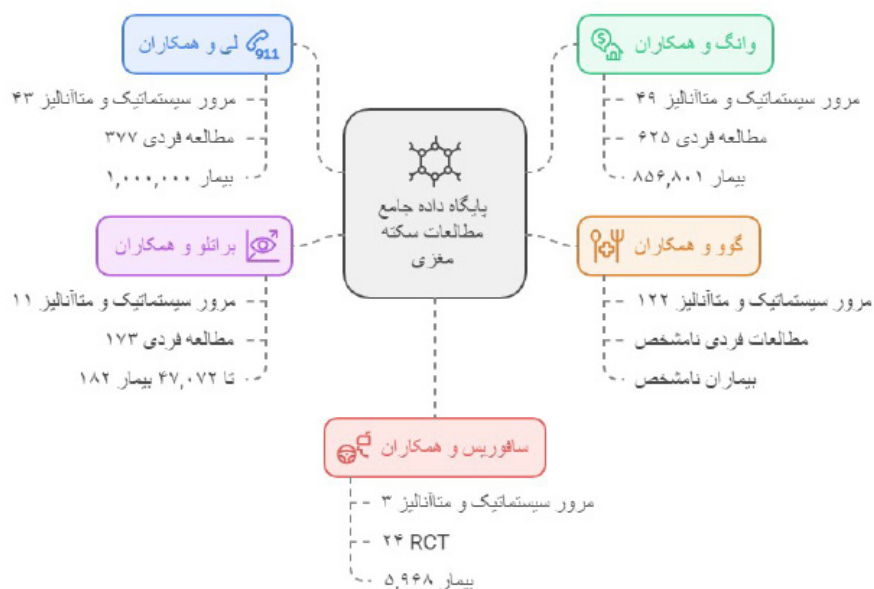 وانگ و همکاران
۴۹ مرور سیستماتیک و متاآنالیز
۶۲۵ مطالعه فردی
۸۵۶,۸۰۱ بیمار
لی و همکاران
911
۴۳ مرور سیستماتیک و متاآنالیز
۳۷۷ مطالعه فردی
۱,۰۰۰,۰۰۰ بیمار
پایگاه داده جامع
مطالعات سکته
مغزی
گوو و همکاران
۱۲۲ مرور سیستماتیک و متاآنالیز
مطالعات فردی نامشخص
بیماران نامشخص
براتلو و همکاران
۱۱ مرور سیستماتیک و متاآنالیز
۱۷۳ مطالعه فردی
۱۸۲ تا ۴۷,۰۷۲ بیمار
سافوریس و همکاران
۳ مرور سیستماتیک و متاآنالیز
۲۴ RCT
۵,۹۶۸ بیمار